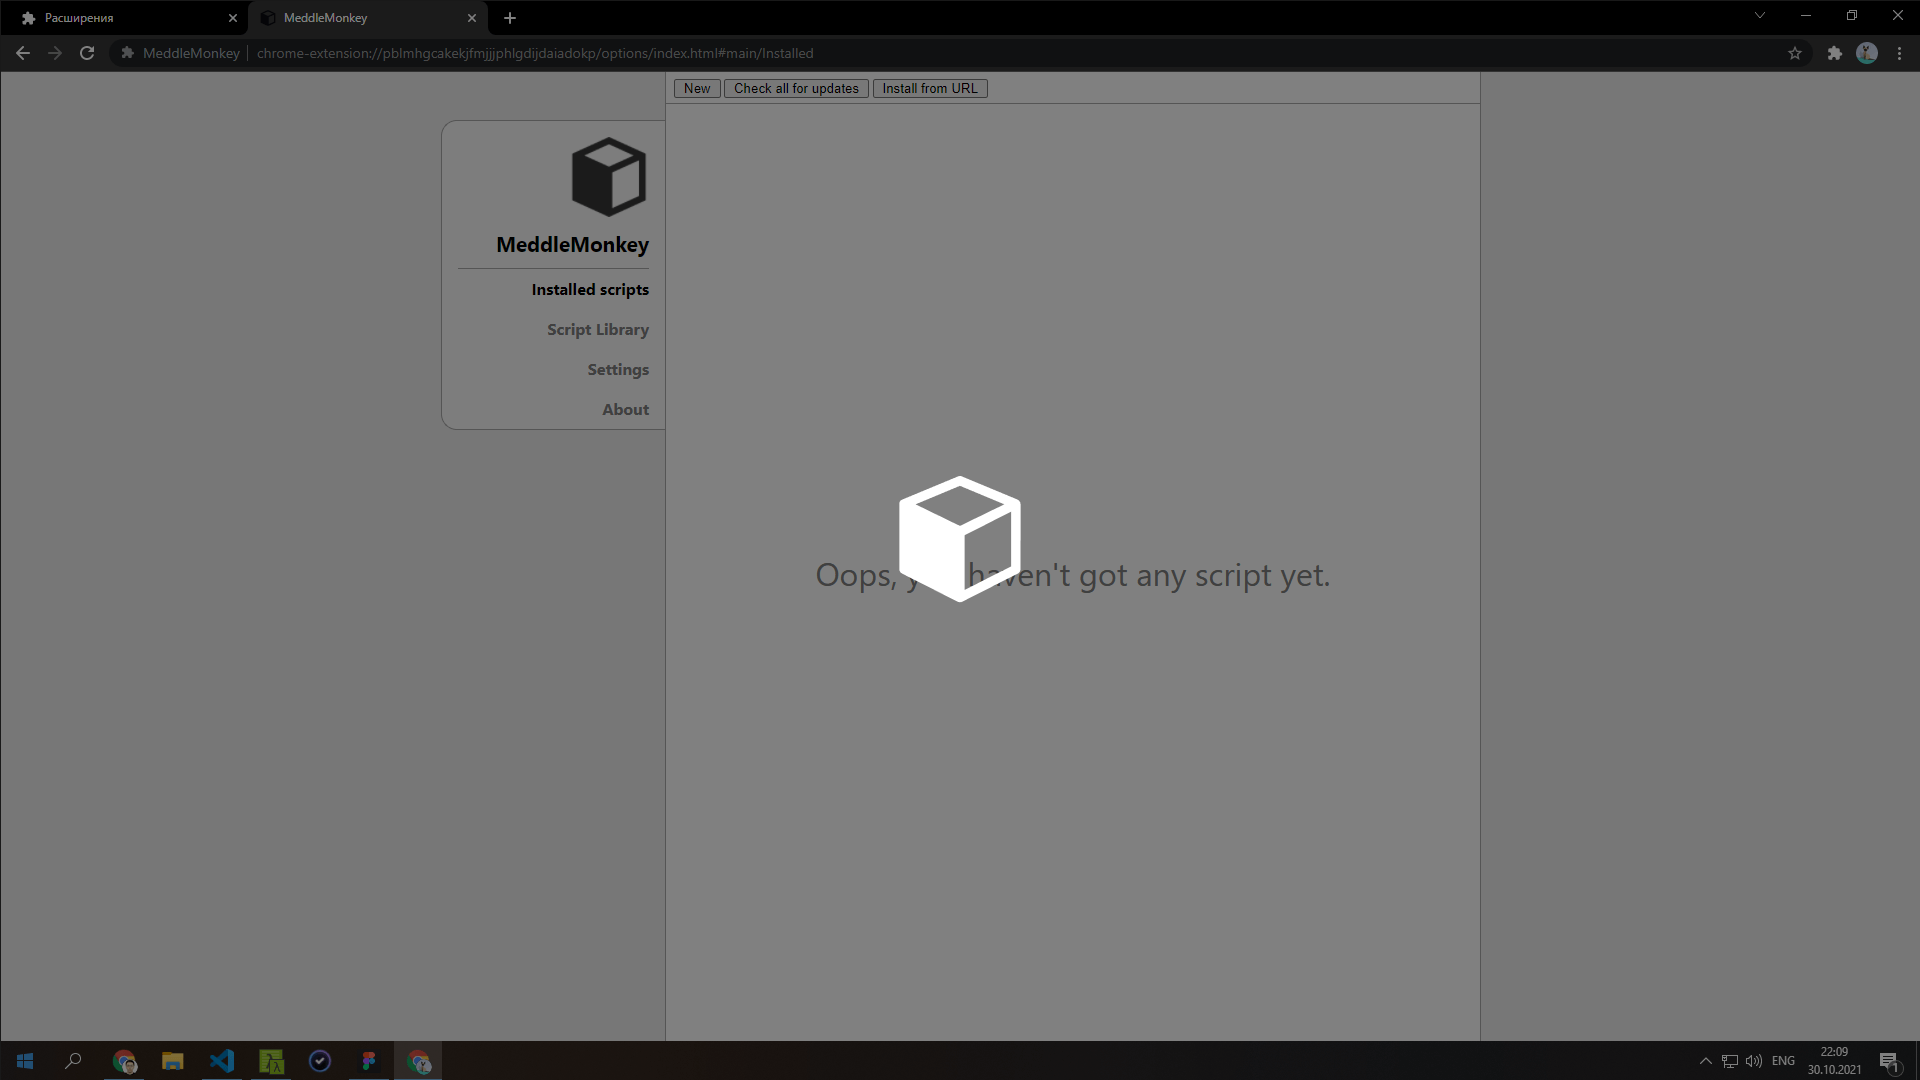 Расширения
MeddleMonkey
MeddleMonkey
chrome-extension://pblmhgcakekjfmjjjphlgdijdaiadokp/options/index.html#main/Installed
New
Check all for updates
Install from URL
MeddleMonkey
Installed scripts
Script Library
Settings
About
Oops, haven't got any script yet.
ENG
22:09
30.10.2021
1